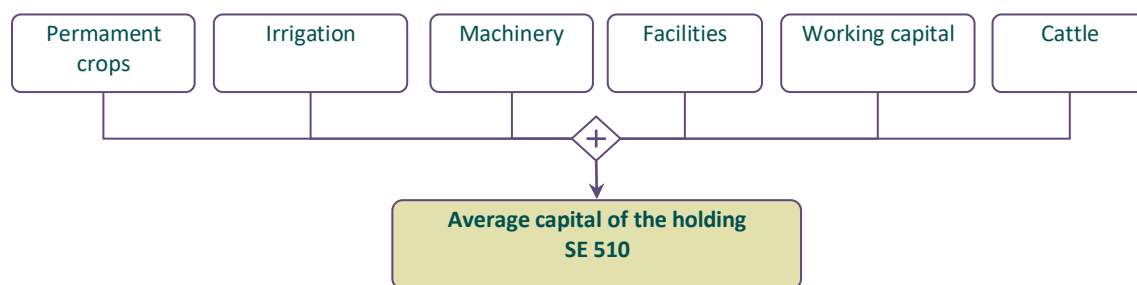 Permament
crops
Irrigation
Machinery
Facilities
Working capital
Cattle
+
Average capital of the holding
SE 510